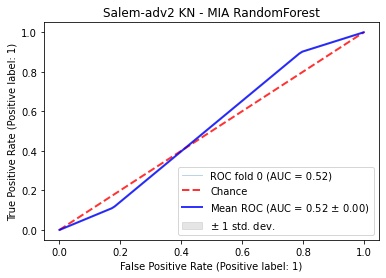 Salem-adv2 KN - MIA RandomForest
True Positive Rate (Positive label: 1)
1.0
0.8
0.6
0.4
0.2
0.0
ROC fold 0 (AUC = 0.52)
Chance
Mean ROC (AUC = 0.52 ± 0.00)
± 1 std. dev.
0.0 0.2 0.4 0.6 0.8 1.0
False Positive Rate (Positive label: 1)